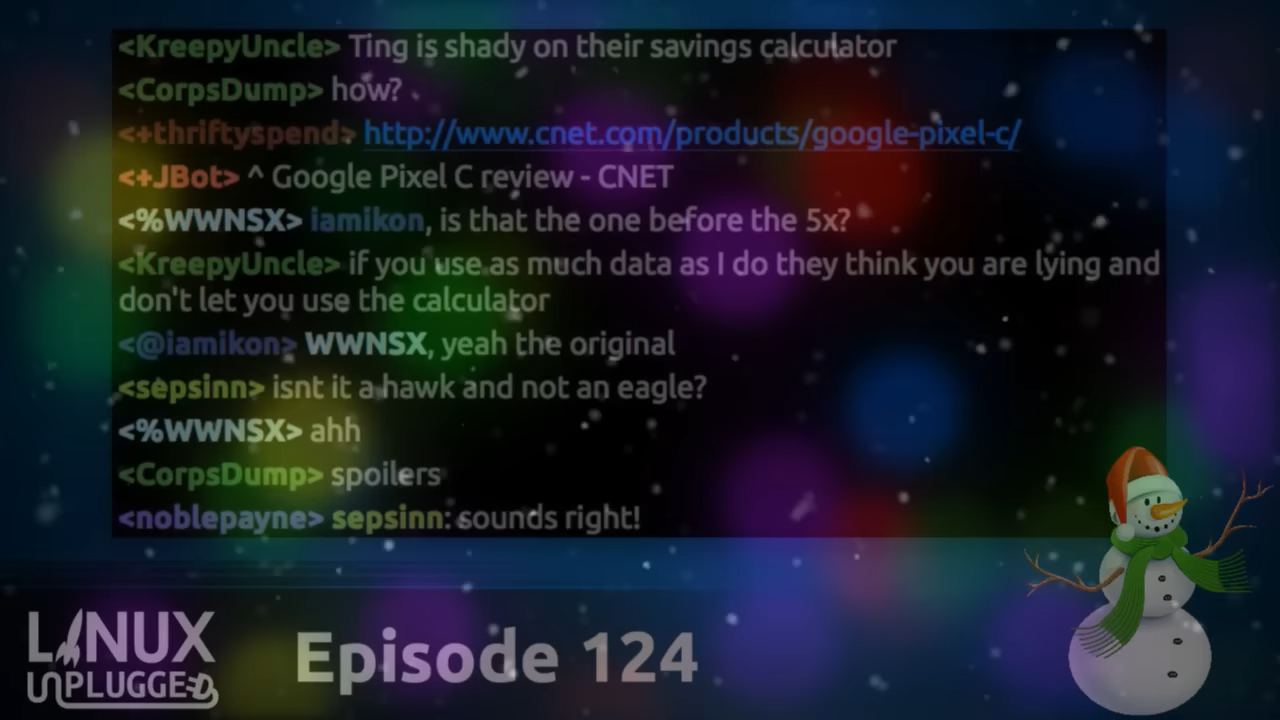 <KreepyUncle> Ting is shady on their savings calculator
<CorpsDump> how?
<+thriftyspend> http://www.cnet.com/products/google-pixel-c/
<+JBot> ^ Google Pixel C review - CNET
<%WWNSX> iamikon, is that the one before the 5x?
<KreepyUncle> if you use as much data as I do they think you are lying and
don't let you use the calculator
<@iamikon> WWNSX, yeah the original
<sepsinn> isnt it a hawk and not an eagle?
<%WWNSX> ahh
<CorpsDump> spoilers
<noblepayne> sepsinn: sounds right!
LINUX
UNPLUGGED
Episode 124